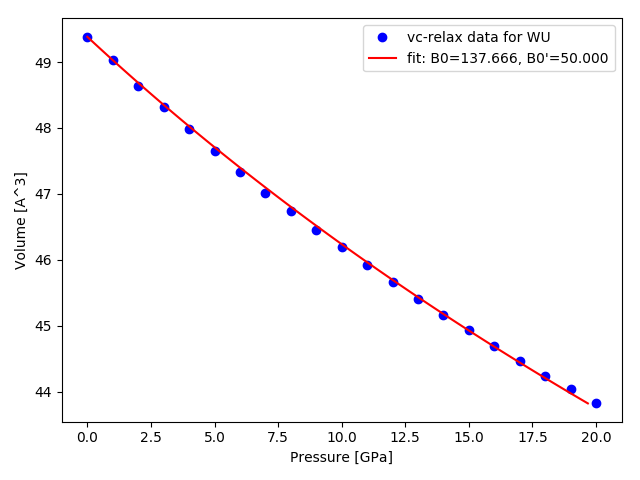 vc-relax data for WU
fit: B0=137.666, B0'=50.000
Volume [A^3]
49
48
47
46
45
44
0.0 2.5 5.0 7.5 10.0 12.5 15.0 17.5 20.0
Pressure [GPa]